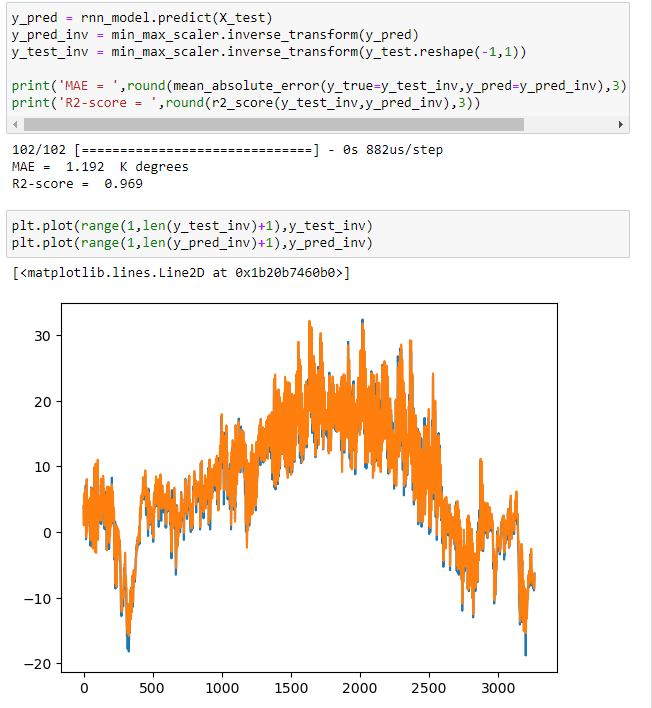 y_pred = rnn_model.predict(X_test)
y_pred_inv = min_max_scaler.inverse_transform(y_pred)
y_test_inv = min_max_scaler.inverse_transform(y_test.reshape(-1,1))
print('MAE = ',round(mean_absolute_error(y_true=y_test_inv,y_pred=y_pred_inv),3)
print('R2-score = ',round(r2_score(y_test_inv,y_pred_inv),3))
102/102 [==============================] - 0s 882us/step
MAE =  1.192  K degrees
R2-score =  0.969
plt.plot(range(1,len(y_test_inv)+1),y_test_inv)
plt.plot(range(1,len(y_pred_inv)+1),y_pred_inv)
[<matplotlib.lines.Line2D at 0x1b20b7460b0>]
30
20
10
0
−10
−20
0 500 1000 1500 2000 2500 3000